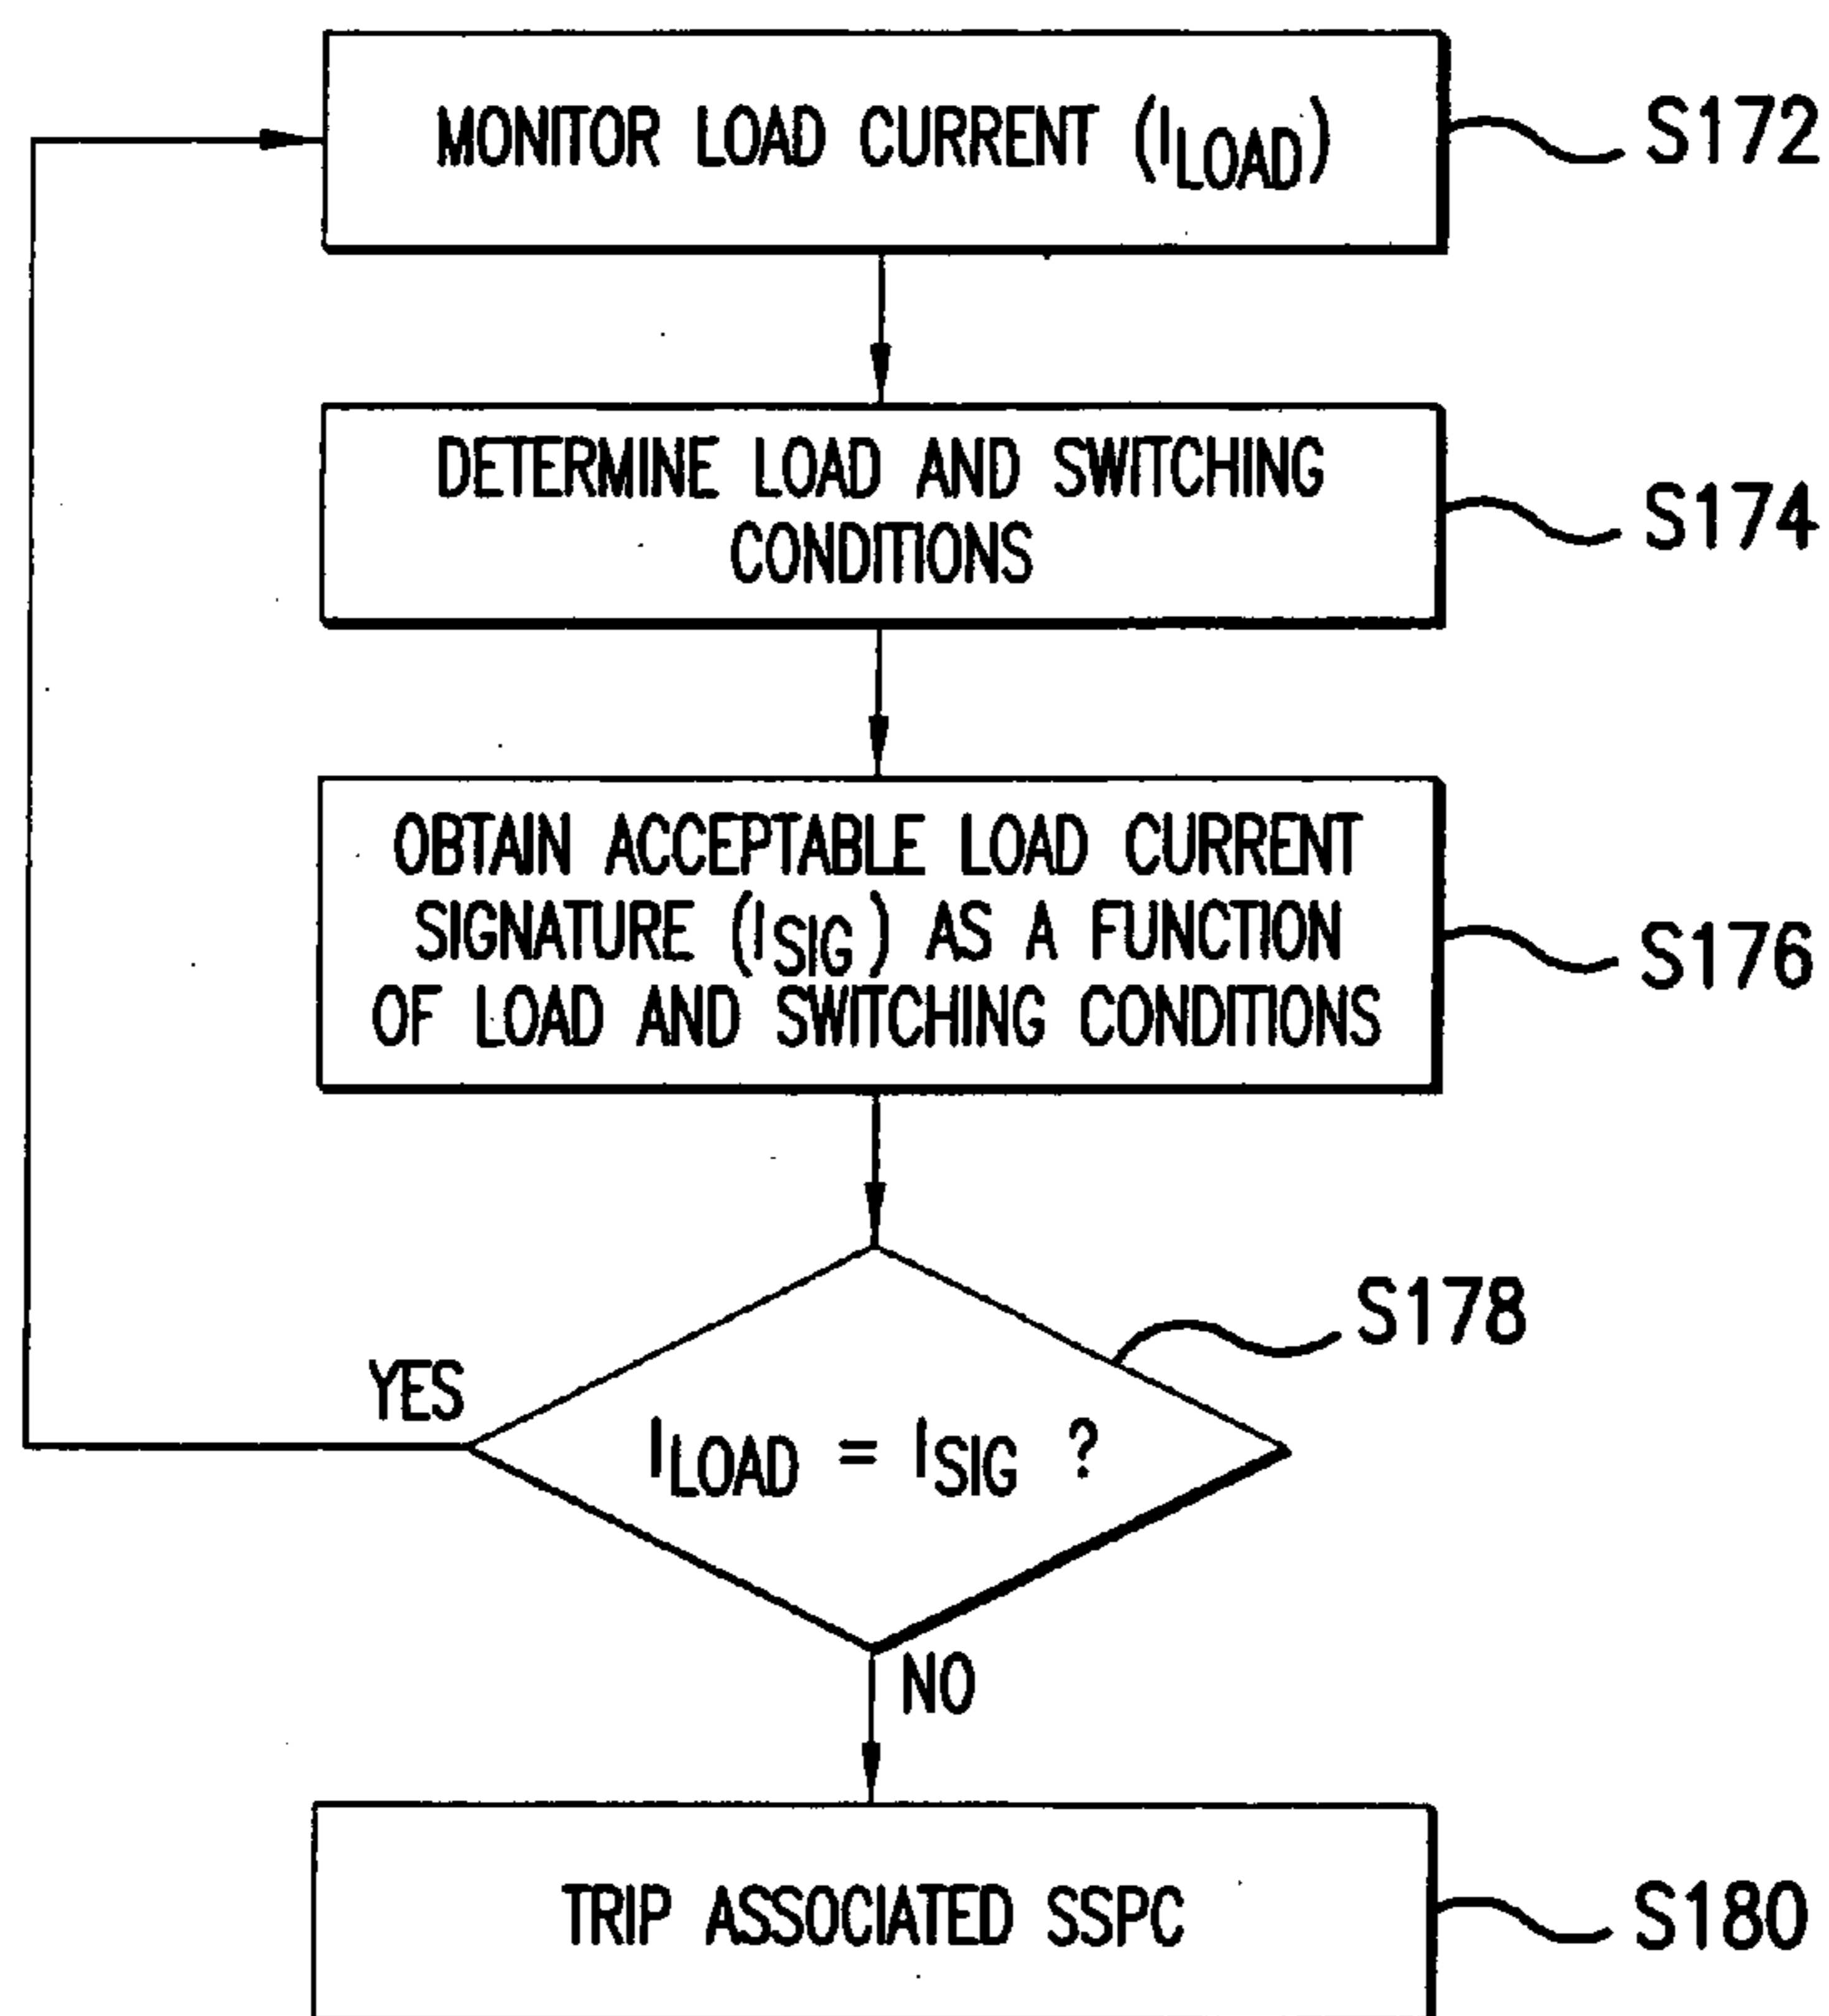 MONITOR LOAD CURRENT (ILOAD)
S172
DETERMINE LOAD AND SWITCHING
CONDITIONS
S174
OBTAIN ACCEPTABLE LOAD CURRENT
SIGNATURE (ISIG) AS A FUNCTION
OF LOAD AND SWITCHING CONDITIONS
S176
S178
YES
ILOAD = ISIG ?
NO
TRIP ASSOCIATED SSPC
S180